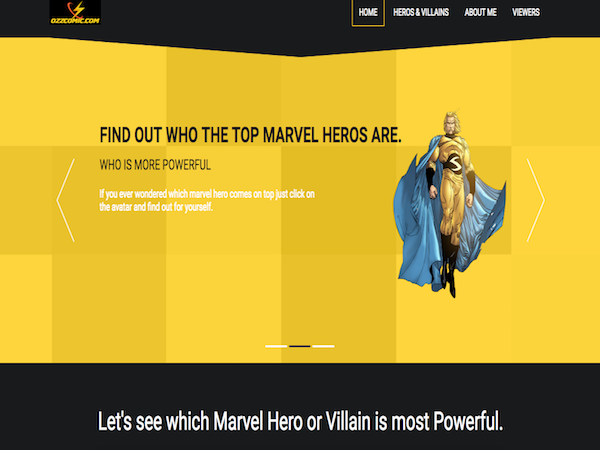 OZZCOMIC.COM
HOME HEROS & VILLAINS ABOUT ME VIEWERS
FIND OUT WHO THE TOP MARVEL HEROS ARE.
WHO IS MORE POWERFUL
If you ever wondered which marvel hero comes on top just click on
the avatar and find out for yourself.
S
Let's see which Marvel Hero or Villain is most Powerful.